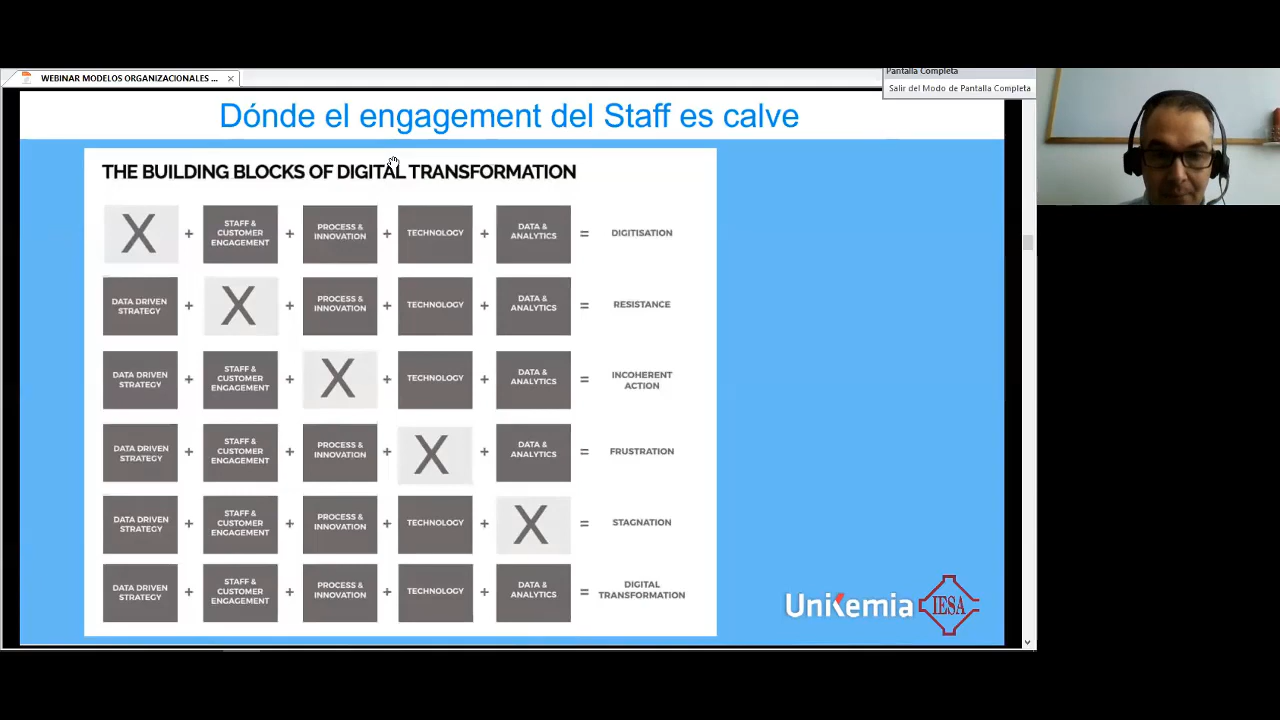 WEBINAR MODELOS ORGANIZACIONALES ...
Pantalla Completa
Salir del Modo de Pantalla Completa
Dónde el engagement del Staff es calve
THE BUILDING BLOCKS OF DIGITAL TRANSFORMATION
X + STAFF & CUSTOMER ENGAGEMENT + PROCESS & INNOVATION + TECHNOLOGY + DATA & ANALYTICS = DIGITISATION
DATA DRIVEN STRATEGY + X + PROCESS & INNOVATION + TECHNOLOGY + DATA & ANALYTICS = RESISTANCE
DATA DRIVEN STRATEGY + STAFF & CUSTOMER ENGAGEMENT + X + TECHNOLOGY + DATA & ANALYTICS = INCOHERENT ACTION
DATA DRIVEN STRATEGY + STAFF & CUSTOMER ENGAGEMENT + PROCESS & INNOVATION + X + DATA & ANALYTICS = FRUSTRATION
DATA DRIVEN STRATEGY + STAFF & CUSTOMER ENGAGEMENT + PROCESS & INNOVATION + TECHNOLOGY + X = STAGNATION
DATA DRIVEN STRATEGY + STAFF & CUSTOMER ENGAGEMENT + PROCESS & INNOVATION + TECHNOLOGY + DATA & ANALYTICS = DIGITAL TRANSFORMATION
UniKemia IESA